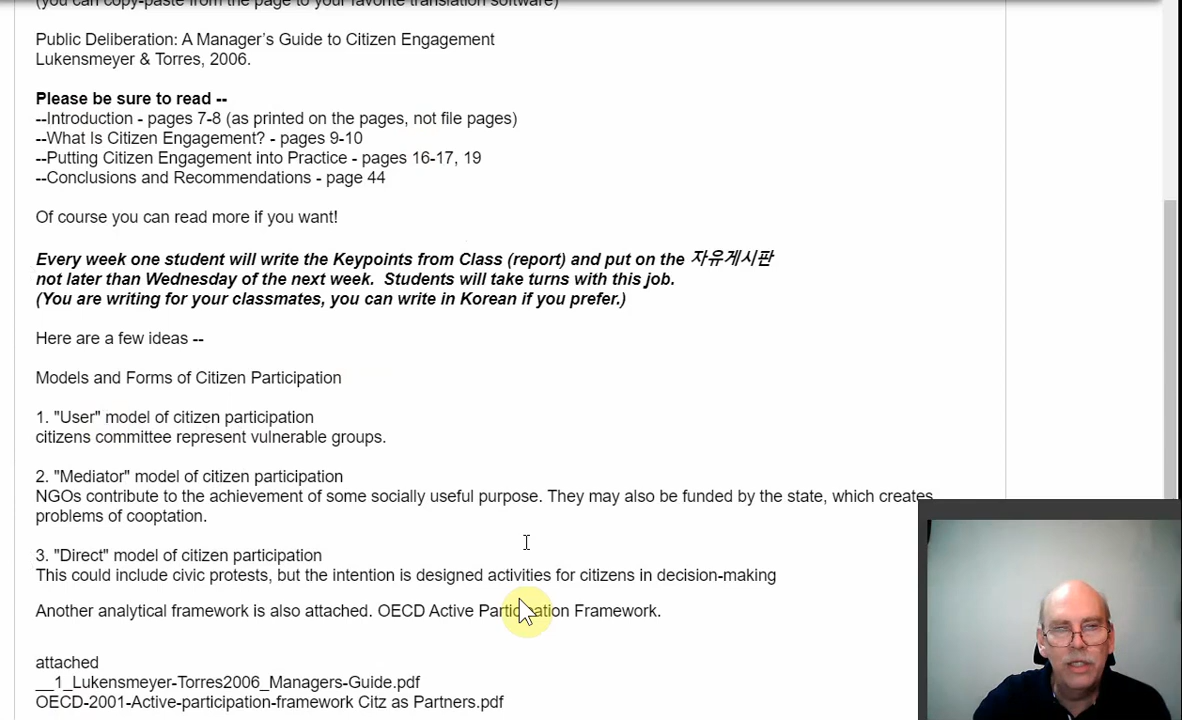 (you can copy-paste from the page to your favorite translation software)
Public Deliberation: A Manager's Guide to Citizen Engagement
Lukensmeyer & Torres, 2006.
Please be sure to read --
--Introduction - pages 7-8 (as printed on the pages, not file pages)
--What Is Citizen Engagement? - pages 9-10
--Putting Citizen Engagement into Practice - pages 16-17, 19
--Conclusions and Recommendations - page 44
Of course you can read more if you want!
Every week one student will write the Keypoints from Class (report) and put on the 자유게시판
not later than Wednesday of the next week.  Students will take turns with this job.
(You are writing for your classmates, you can write in Korean if you prefer.)
Here are a few ideas --
Models and Forms of Citizen Participation
1. "User" model of citizen participation
citizens committee represent vulnerable groups.
2. "Mediator" model of citizen participation
NGOs contribute to the achievement of some socially useful purpose. They may also be funded by the state, which creates
problems of cooptation.
3. "Direct" model of citizen participation
This could include civic protests, but the intention is designed activities for citizens in decision-making
Another analytical framework is also attached. OECD Active Participation Framework.
attached
__1_Lukensmeyer-Torres2006_Managers-Guide.pdf
OECD-2001-Active-participation-framework Citz as Partners.pdf